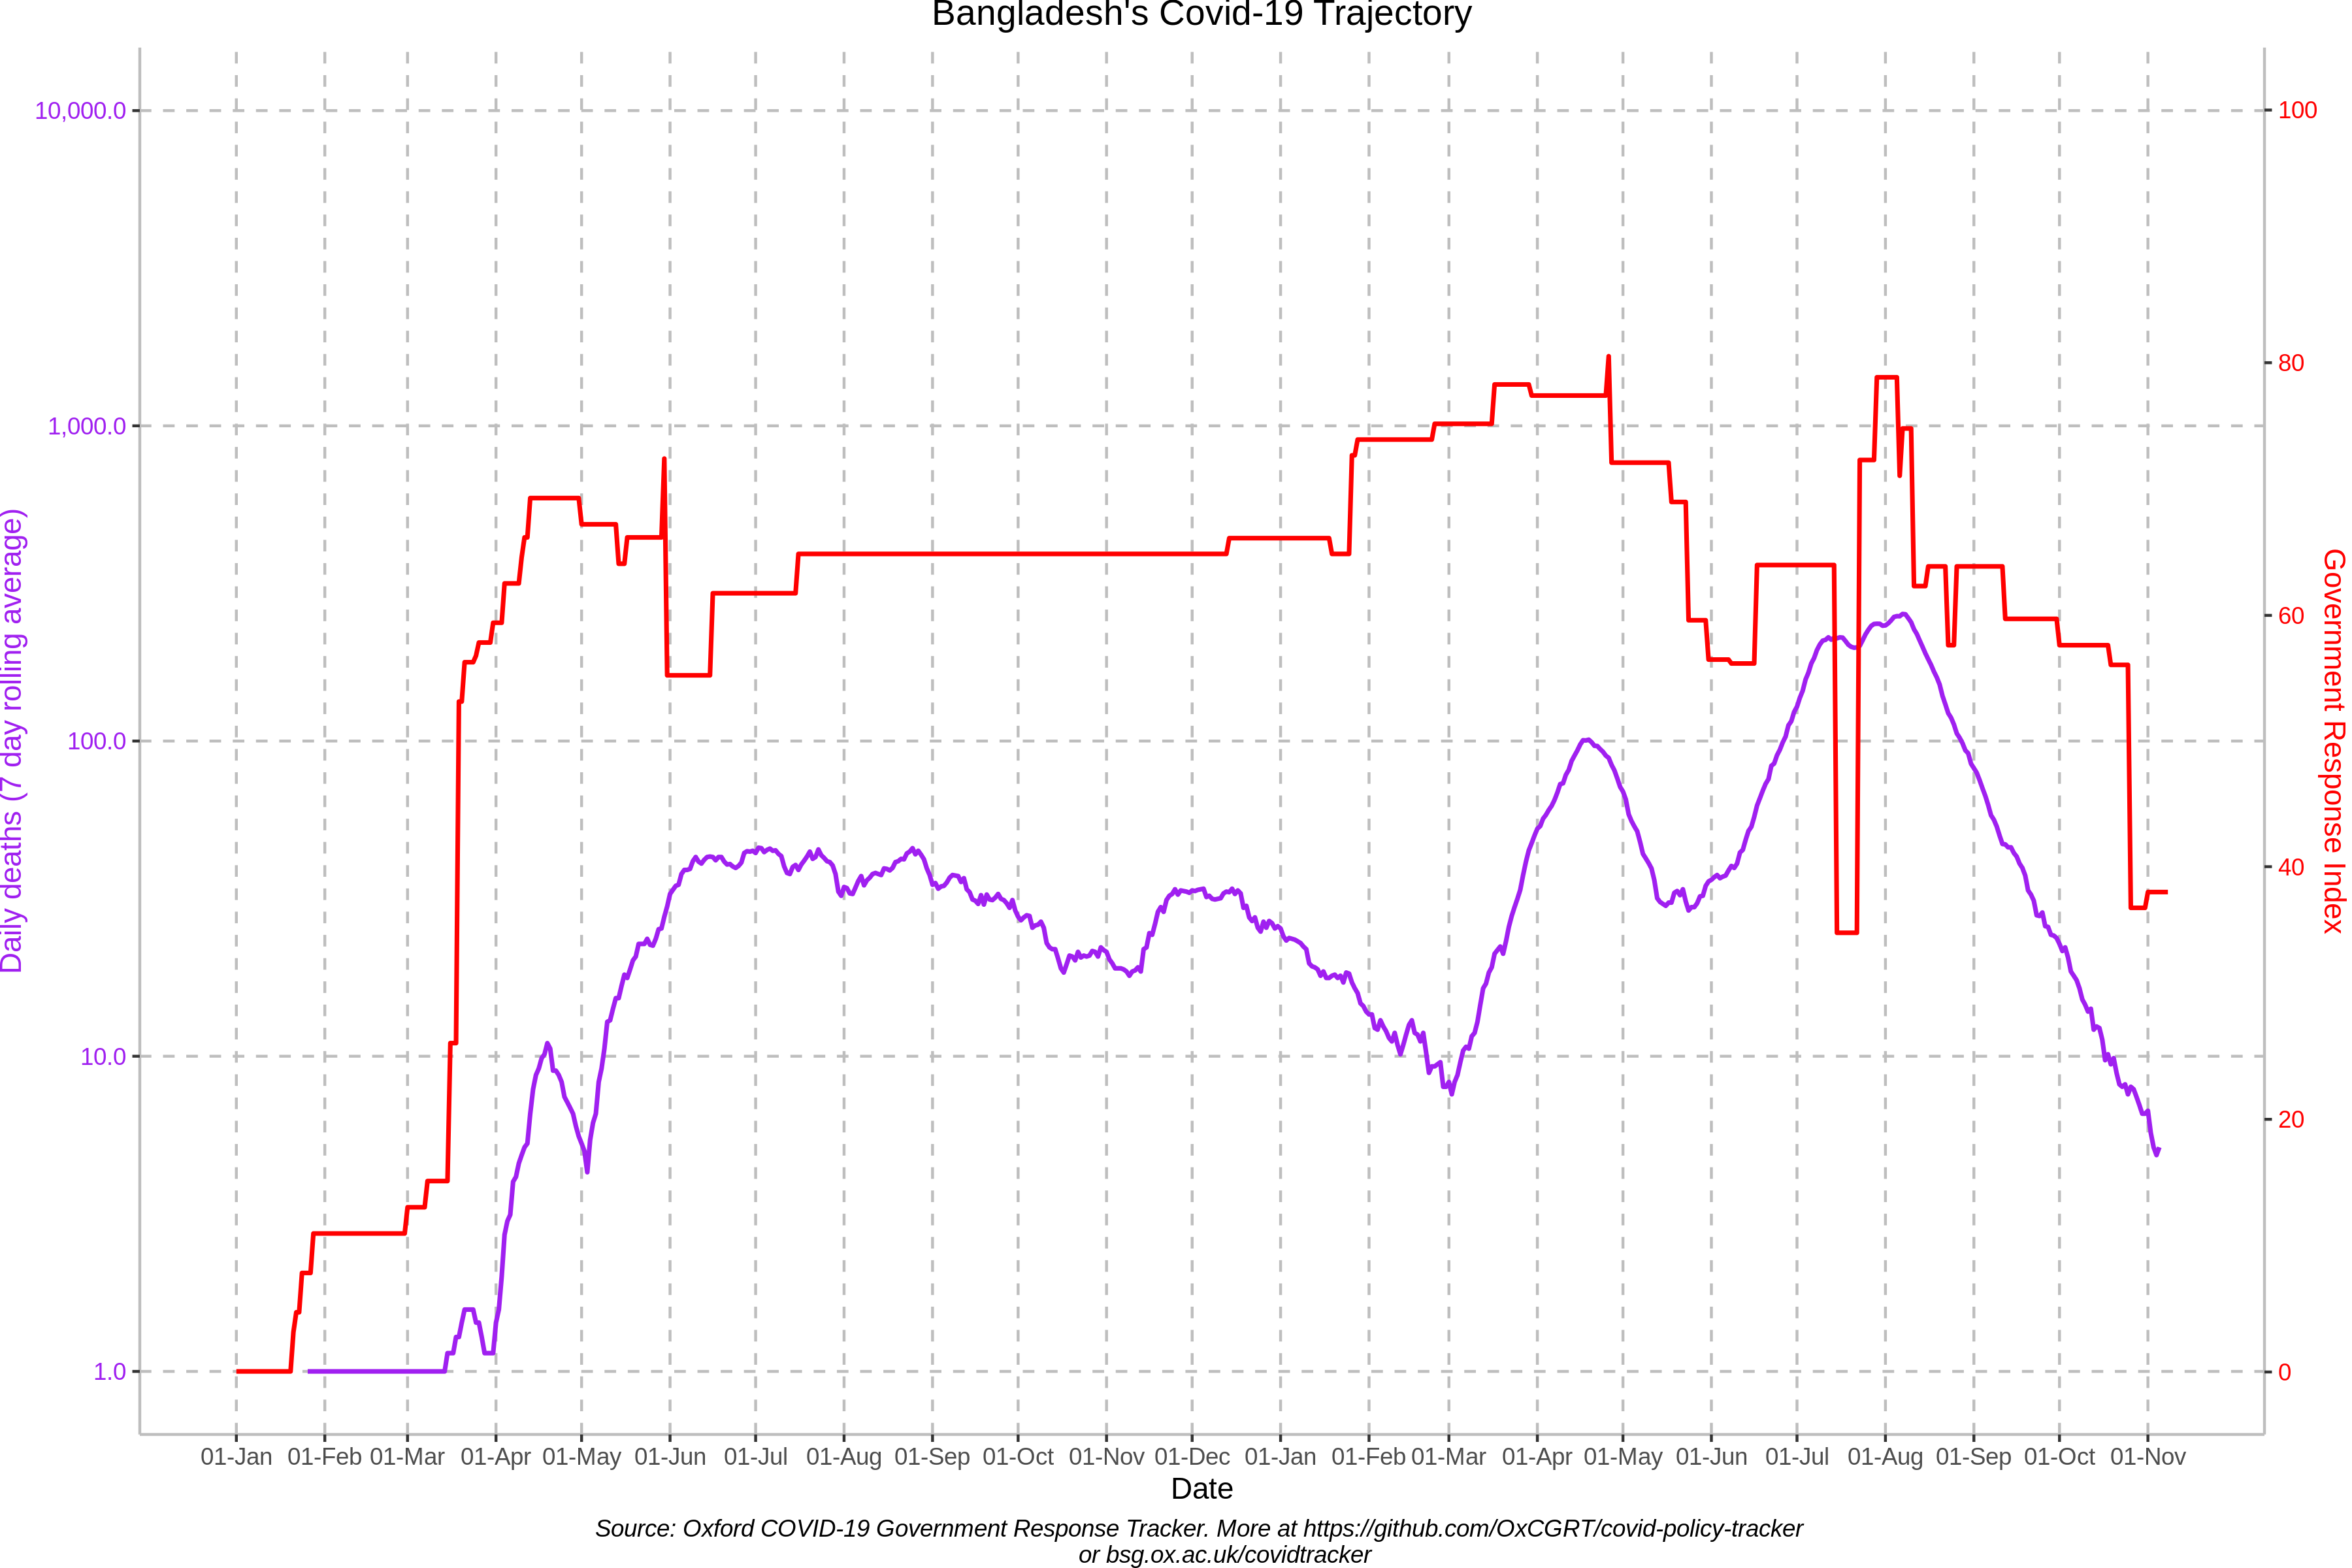 Bangladesh's Covid-19 Trajectory
10,000.0
1,000.0
100.0
10.0
1.0
Daily deaths (7 day rolling average)
100
80
60
40
20
0
Government Response Index
01-Jan 01-Feb 01-Mar 01-Apr 01-May 01-Jun 01-Jul 01-Aug 01-Sep 01-Oct 01-Nov 01-Dec 01-Jan 01-Feb 01-Mar 01-Apr 01-May 01-Jun 01-Jul 01-Aug 01-Sep 01-Oct 01-Nov
Date
Source: Oxford COVID-19 Government Response Tracker. More at https://github.com/OxCGRT/covid-policy-tracker
or bsg.ox.ac.uk/covidtracker